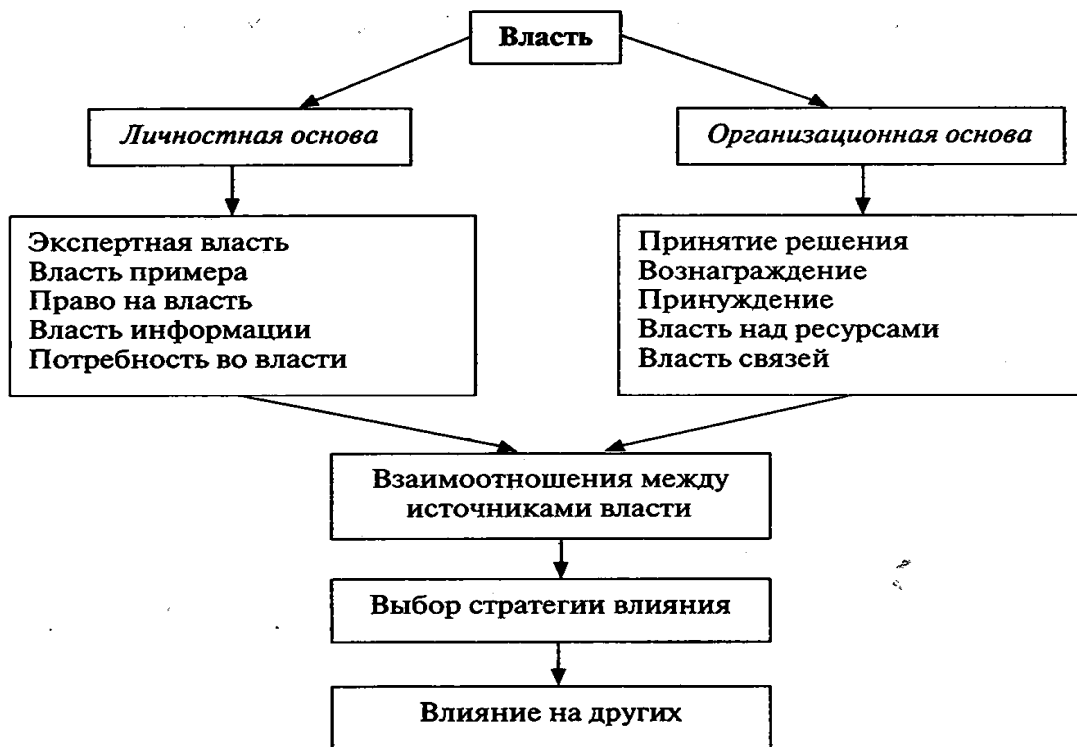 Власть
Личностная основа
Организационная основа
Экспертная власть
Власть примера
Право на власть
Власть информации
Потребность во власти
Принятие решения
Вознаграждение
Принуждение
Власть над ресурсами
Власть связей
Взаимоотношения между
источниками власти
Выбор стратегии влияния
Влияние на других